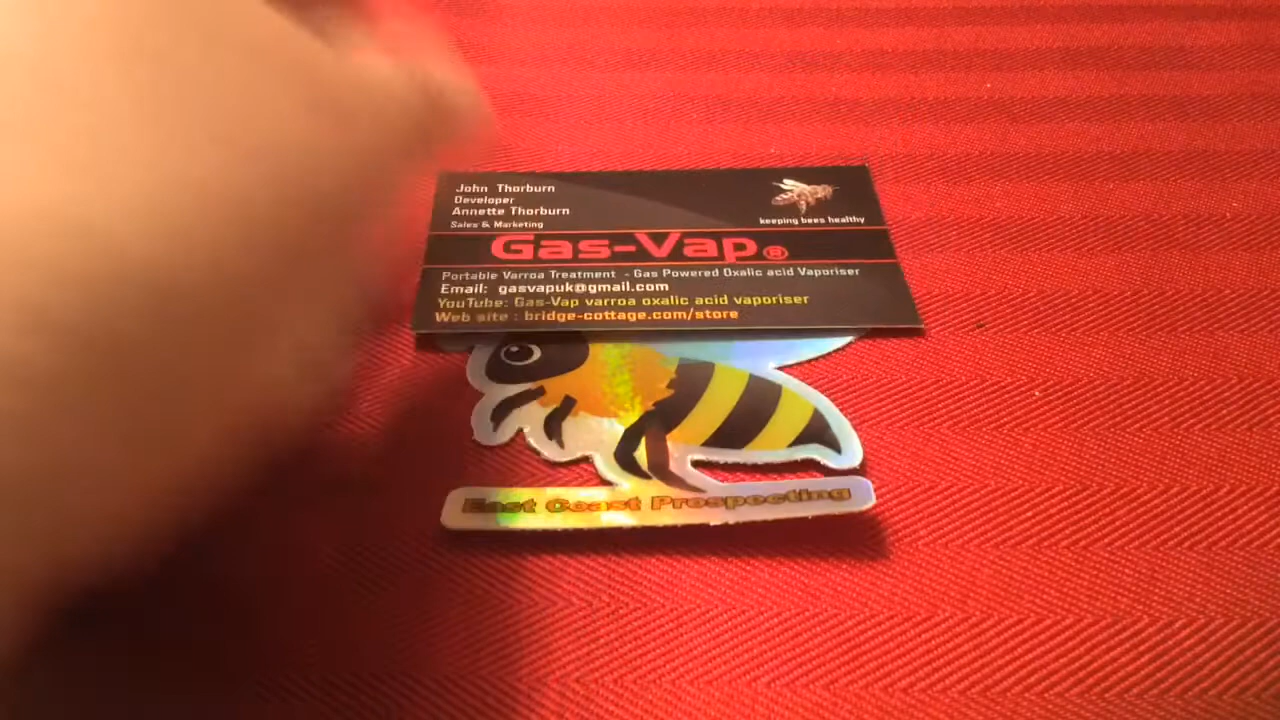 John Thorburn
Developer
Annette Thorburn
Sales & Marketing
keeping bees healthy
Gas-Vap®
Portable Varroa Treatment - Gas Powered Oxalic acid Vaporiser
Email: gasvapuk@gmail.com
YouTube: Gas-Vap varroa oxalic acid vaporiser
Web site : bridge-cottage.com/store
East Coast Prospecting